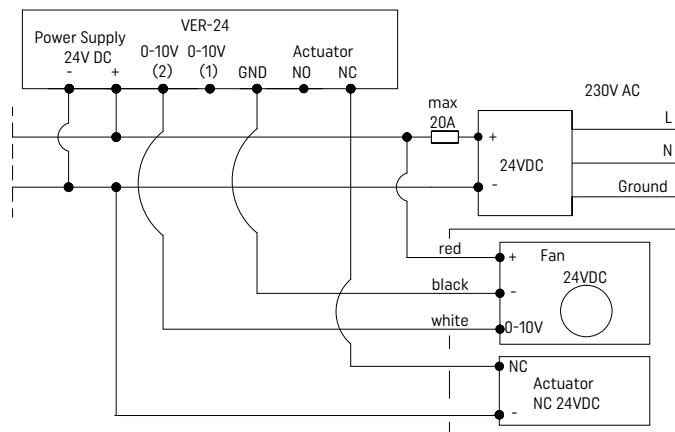 VER-24
Power Supply
24V DC
0-10V
(2)
0-10V
(1)
Actuator
- + GND NO NC
max
20A
230V AC
L
N
Ground
+
24VDC
-
red
black
white
+ Fan
24VDC
-
0-10V
NC
Actuator
NC 24VDC
-